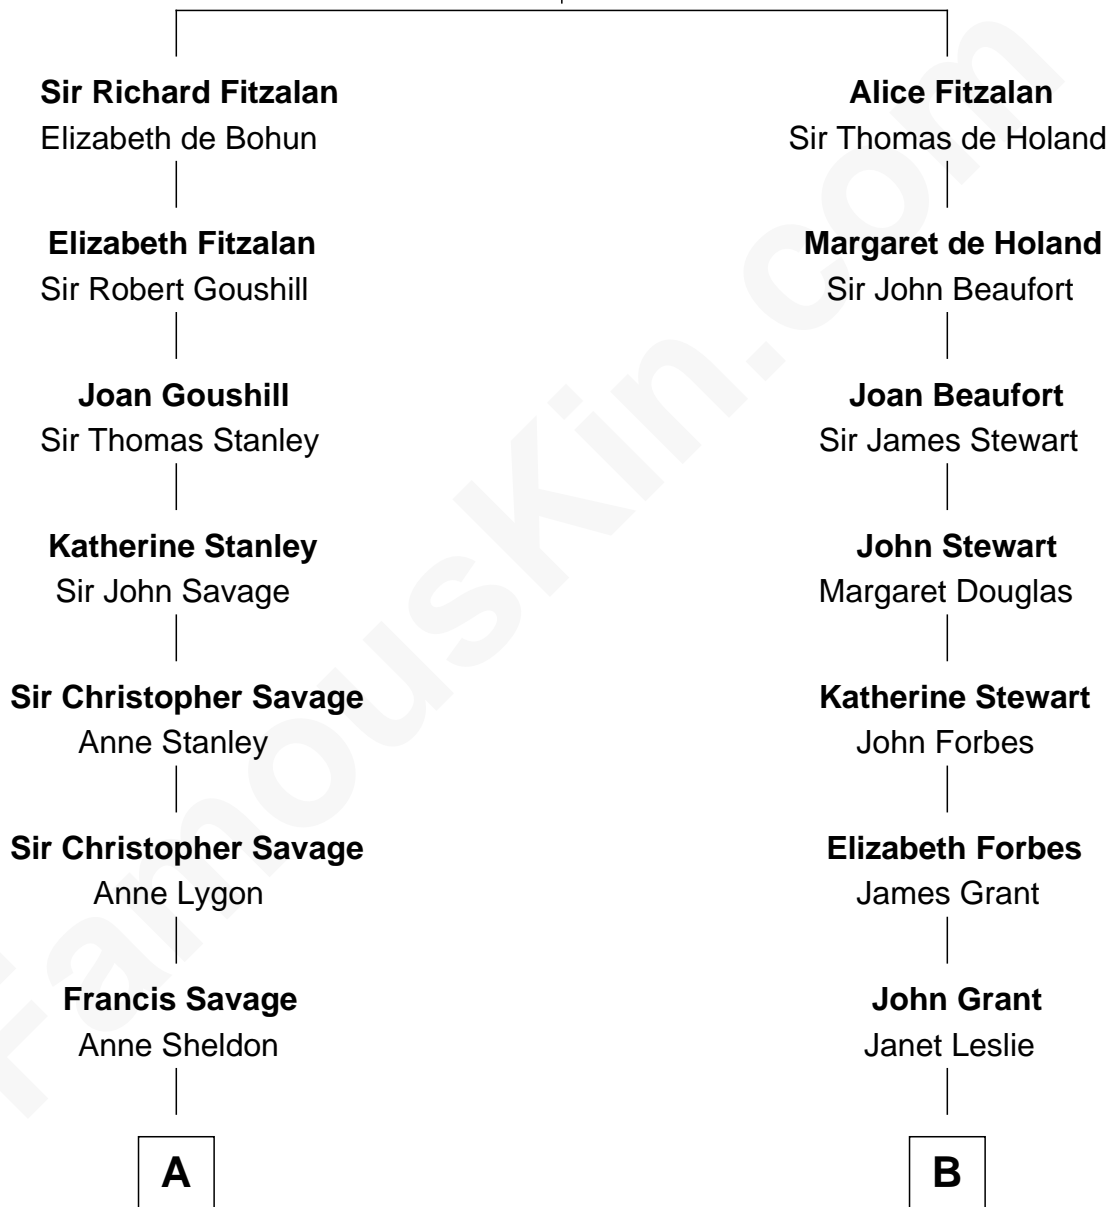 Sir Richard Fitzalan
Elizabeth de Bohun
Elizabeth Fitzalan
Sir Robert Goushill
Joan Goushill
Sir Thomas Stanley
Katherine Stanley
Sir John Savage
Sir Christopher Savage
Anne Stanley
Sir Christopher Savage
Anne Lygon
Francis Savage
Anne Sheldon
A
Alice Fitzalan
Sir Thomas de Holand
Margaret de Holand
Sir John Beaufort
Joan Beaufort
Sir James Stewart
John Stewart
Margaret Douglas
Katherine Stewart
John Forbes
Elizabeth Forbes
James Grant
John Grant
Janet Leslie
B
FamousKin.com